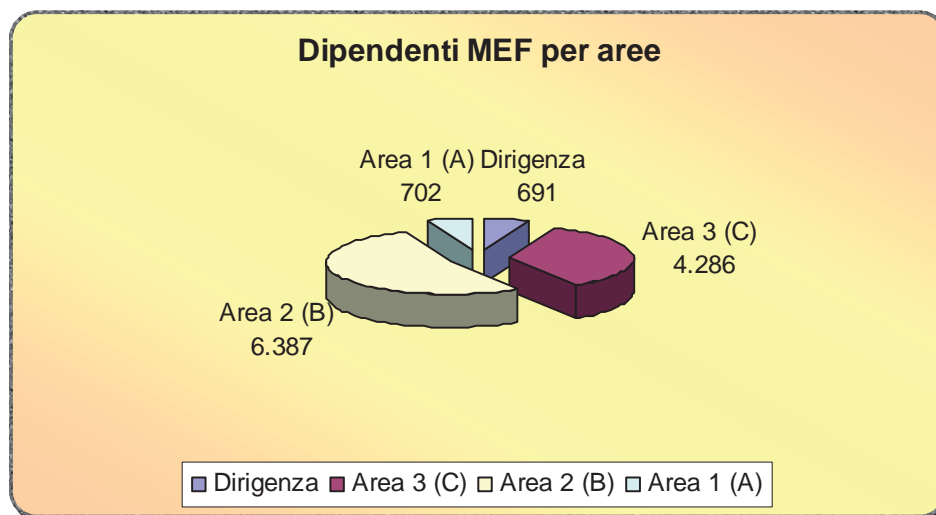 Dipendenti MEF per aree
Area 1 (A)
702
Dirigenza
691
Area 3 (C)
4.286
Area 2 (B)
6.387
Dirigenza Area 3 (C) Area 2 (B) Area 1 (A)